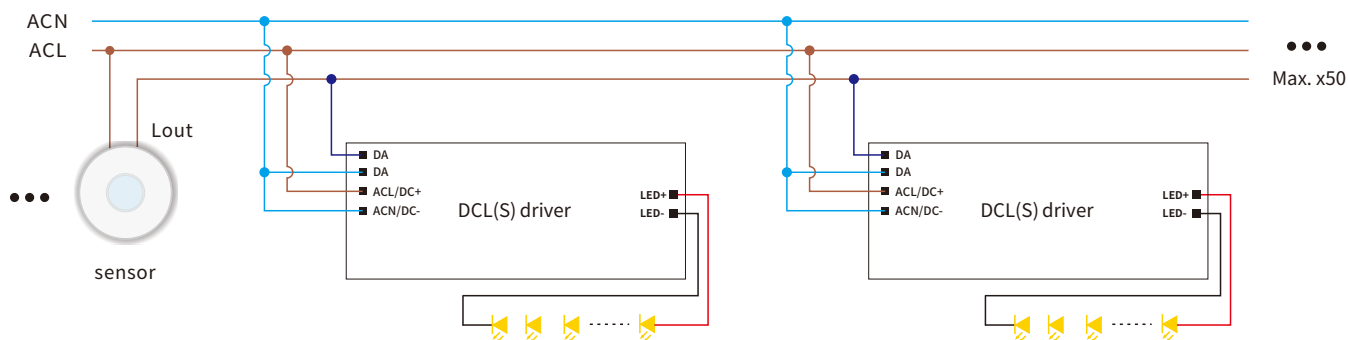 ACN
ACL
Max. x50
Lout
sensor
DA
DA
ACL/DC+
ACN/DC-
DCL(S) driver
LED+
LED-
DA
DA
ACL/DC+
ACN/DC-
DCL(S) driver
LED+
LED-